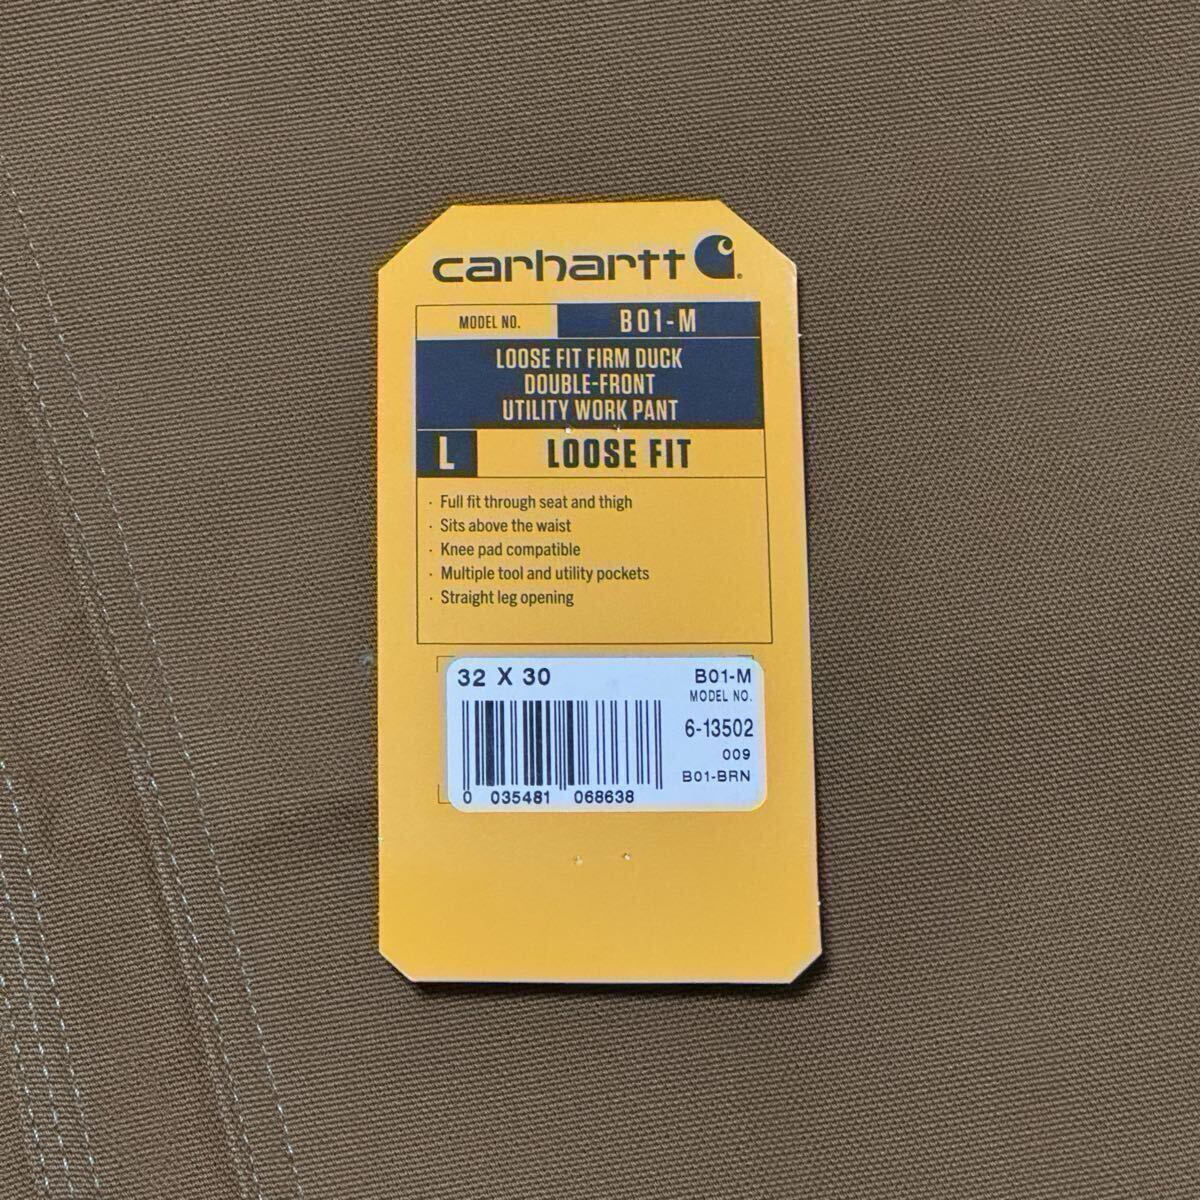 carhartt
MODEL NO. B01-M
LOOSE FIT FIRM DUCK
DOUBLE-FRONT
UTILITY WORK PANT
L LOOSE FIT
· Full fit through seat and thigh
· Sits above the waist
· Knee pad compatible
· Multiple tool and utility pockets
· Straight leg opening
32 X 30 B01-M
MODEL NO.
6-13502
009
B01-BRN
0 035481 068638